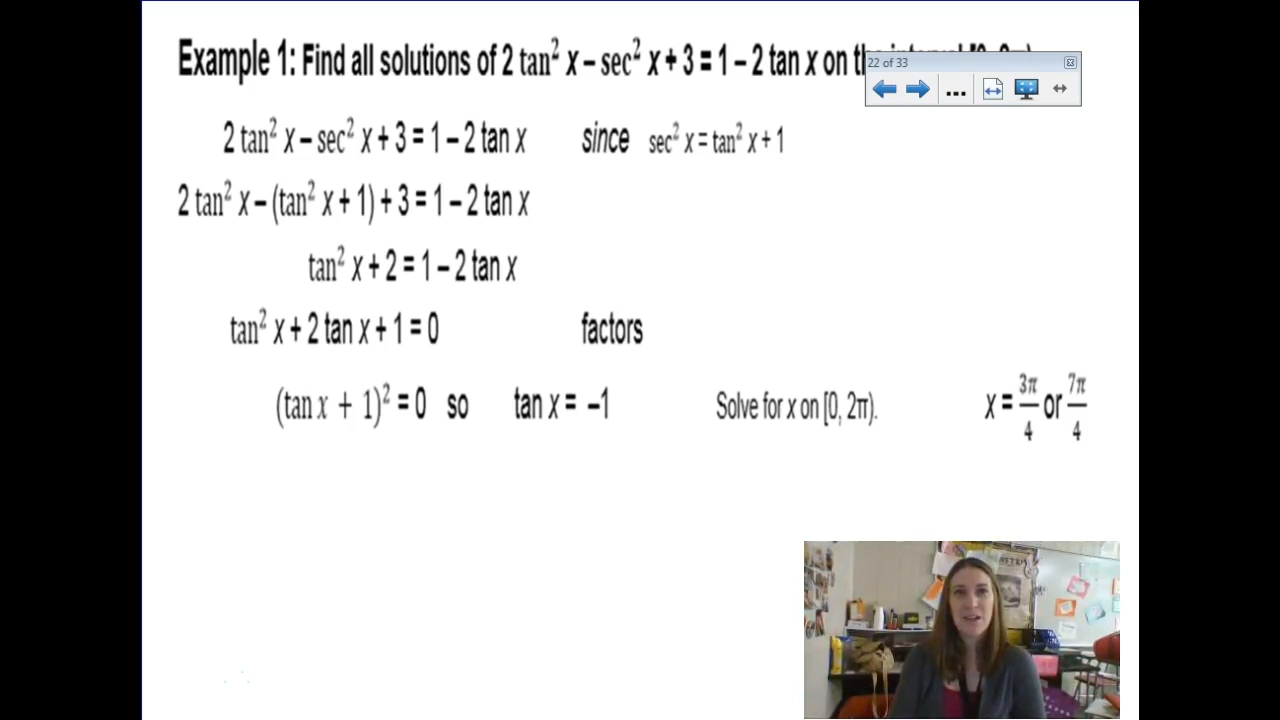 Example 1: Find all solutions of 2 tan² x – sec² x + 3 = 1 – 2 tan x on
22 of 33
2 tan² x – sec² x + 3 = 1 – 2 tan x since sec² x = tan² x + 1
2 tan² x – (tan² x + 1) + 3 = 1 – 2 tan x
tan² x + 2 = 1 – 2 tan x
tan² x + 2 tan x + 1 = 0 factors
(tan x + 1)² = 0 so tan x = –1 Solve for x on [0, 2π). x = 3π/4 or 7π/4